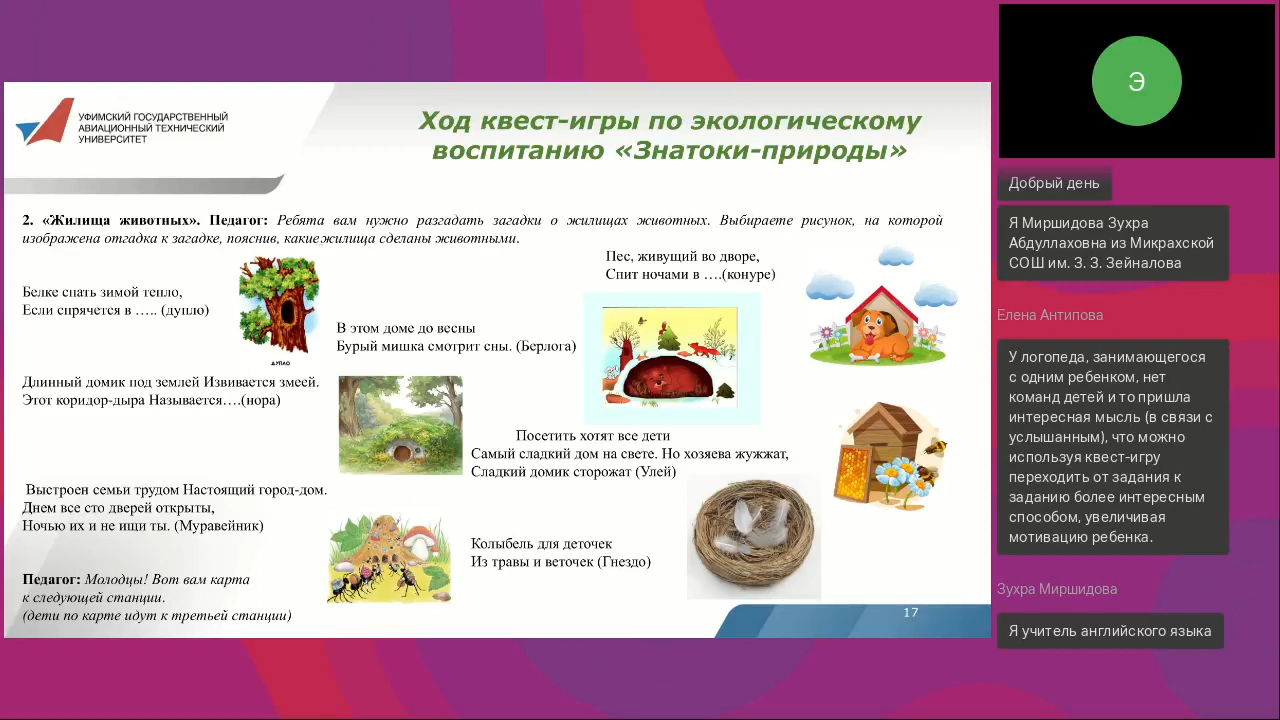 УФИМСКИЙ ГОСУДАРСТВЕННЫЙ
АВИАЦИОННЫЙ ТЕХНИЧЕСКИЙ
УНИВЕРСИТЕТ
Ход квест-игры по экологическому
воспитанию «Знатоки-природы»
2. «Жилища животных». Педагог: Ребята вам нужно разгадать загадки о жилищах животных. Выбираете рисунок, на которой
изображена отгадка к загадке, пояснив, какие жилища сделаны животными.
Белке спать зимой тепло,
Если спрячется в ….. (дупло)
ДУПЛО
Пес, живущий во дворе,
Спит ночами в ….(конуре)
В этом доме до весны
Бурый мишка смотрит сны. (Берлога)
Длинный домик под землей Извивается змеей.
Этот коридор-дыра Называется….(нора)
Посетить хотят все дети
Самый сладкий дом на свете. Но хозяева жужжат,
Сладкий домик сторожат (Улей)
Выстроен семьи трудом Настоящий город-дом.
Днем все сто дверей открыты,
Ночью их и не ищи ты. (Муравейник)
Колыбель для деточек
Из травы и веточек (Гнездо)
Педагог: Молодцы! Вот вам карта
к следующей станции.
(дети по карте идут к третьей станции)
17
Э
Добрый день
Я Миршидова Зухра
Абдуллаховна из Микрахской
СОШ им. З. З. Зейналова
Елена Антипова
У логопеда, занимающегося
с одним ребенком, нет
команд детей и то пришла
интересная мысль (в связи с
услышанным), что можно
используя квест-игру
переходить от задания к
заданию более интересным
способом, увеличивая
мотивацию ребенка.
Зухра Миршидова
Я учитель английского языка